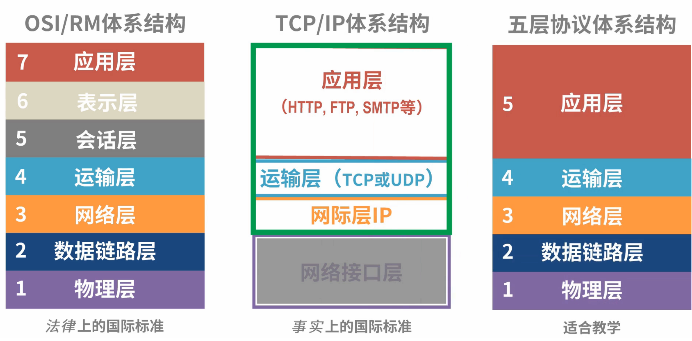 OSI/RM体系结构
7 应用层
6 表示层
5 会话层
4 运输层
3 网络层
2 数据链路层
1 物理层
法律上的国际标准
TCP/IP体系结构
应用层
（HTTP, FTP, SMTP等）
运输层（TCP或UDP）
网际层IP
网络接口层
事实上的国际标准
五层协议体系结构
5 应用层
4 运输层
3 网络层
2 数据链路层
1 物理层
适合教学